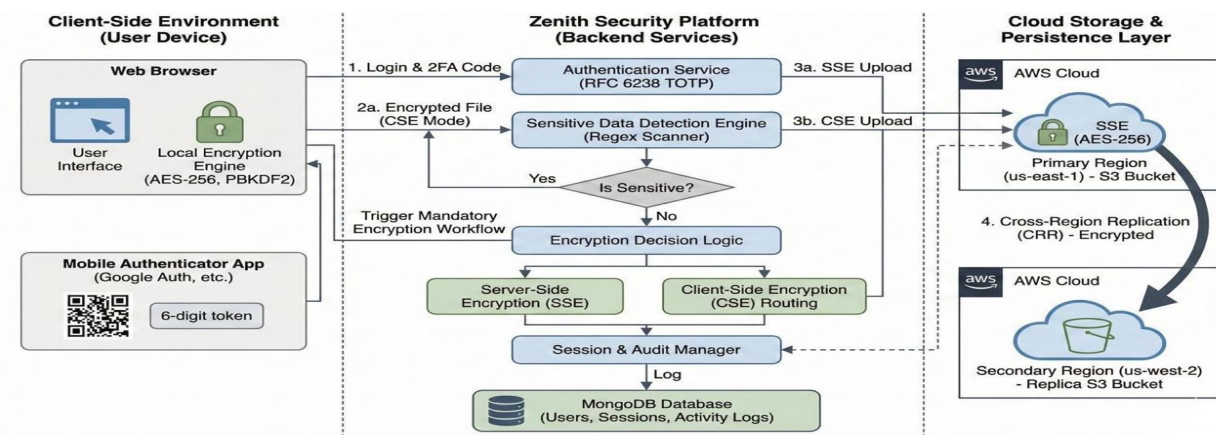 Client-Side Environment
(User Device)
Web Browser
User
Interface
Local Encryption
Engine
(AES-256, PBKDF2)
Mobile Authenticator App
(Google Auth, etc.)
6-digit token
Zenith Security Platform
(Backend Services)
1. Login & 2FA Code
Authentication Service
(RFC 6238 TOTP)
3a. SSE Upload
2a. Encrypted File
(CSE Mode)
Sensitive Data Detection Engine
(Regex Scanner)
3b. CSE Upload
Yes
Is Sensitive?
No
Trigger Mandatory
Encryption Workflow
Encryption Decision Logic
Server-Side
Encryption (SSE)
Client-Side Encryption
(CSE) Routing
Session & Audit Manager
Log
MongoDB Database
(Users, Sessions, Activity Logs)
Cloud Storage &
Persistence Layer
aws
AWS Cloud
SSE
(AES-256)
Primary Region
(us-east-1) - S3 Bucket
4. Cross-Region Replication
(CRR) - Encrypted
aws
AWS Cloud
Secondary Region (us-west-2)
- Replica S3 Bucket